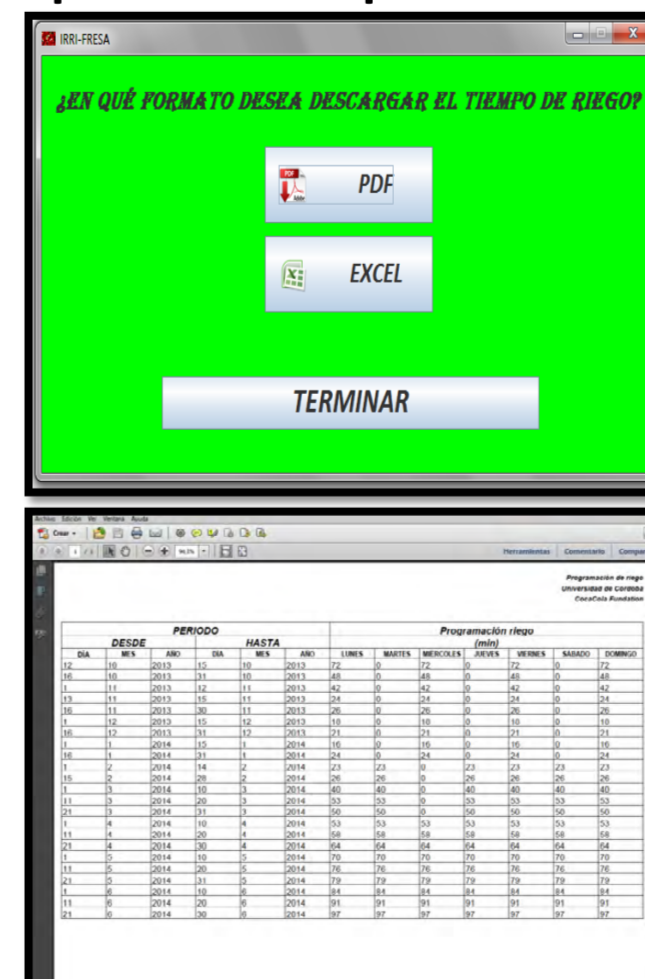 IRRI-FRESA
¿EN QUÉ FORMATO DESEA DESCARGAR EL TIEMPO DE RIEGO?
PDF
EXCEL
TERMINAR
Archivo Edición Ver Ventana Ayuda
Crear
Herramientas Comentario Compar
Programación de riego
Universidad de Córdoba
CocaCola Fundation
PERIODO Programación riego
DESDE HASTA (min)
DÍA MES AÑO DÍA MES AÑO LUNES MARTES MIÉRCOLES JUEVES VIERNES SÁBADO DOMINGO
12 10 2013 15 10 2013 72 0 72 0 72 0 72
16 10 2013 31 10 2013 48 0 48 0 48 0 48
1 11 2013 12 11 2013 42 0 42 0 42 0 42
13 11 2013 15 11 2013 24 0 24 0 24 0 24
16 11 2013 30 11 2013 26 0 26 0 26 0 26
1 12 2013 15 12 2013 10 0 10 0 10 0 10
16 12 2013 31 12 2013 21 0 21 0 21 0 21
1 1 2014 15 1 2014 16 0 16 0 16 0 16
16 1 2014 31 1 2014 24 0 24 0 24 0 24
1 2 2014 14 2 2014 23 23 0 23 23 23 23
15 2 2014 28 2 2014 26 26 0 26 26 26 26
1 3 2014 10 3 2014 40 40 0 40 40 40 40
11 3 2014 20 3 2014 53 53 0 53 53 53 53
21 3 2014 31 3 2014 50 50 0 50 50 50 50
1 4 2014 10 4 2014 53 53 53 53 53 53 53
11 4 2014 20 4 2014 58 58 58 58 58 58 58
21 4 2014 30 4 2014 64 64 64 64 64 64 64
1 5 2014 10 5 2014 70 70 70 70 70 70 70
11 5 2014 20 5 2014 76 76 76 76 76 76 76
21 5 2014 31 5 2014 79 79 79 79 79 79 79
1 6 2014 10 6 2014 84 84 84 84 84 84 84
11 6 2014 20 6 2014 91 91 91 91 91 91 91
21 6 2014 30 6 2014 97 97 97 97 97 97 97